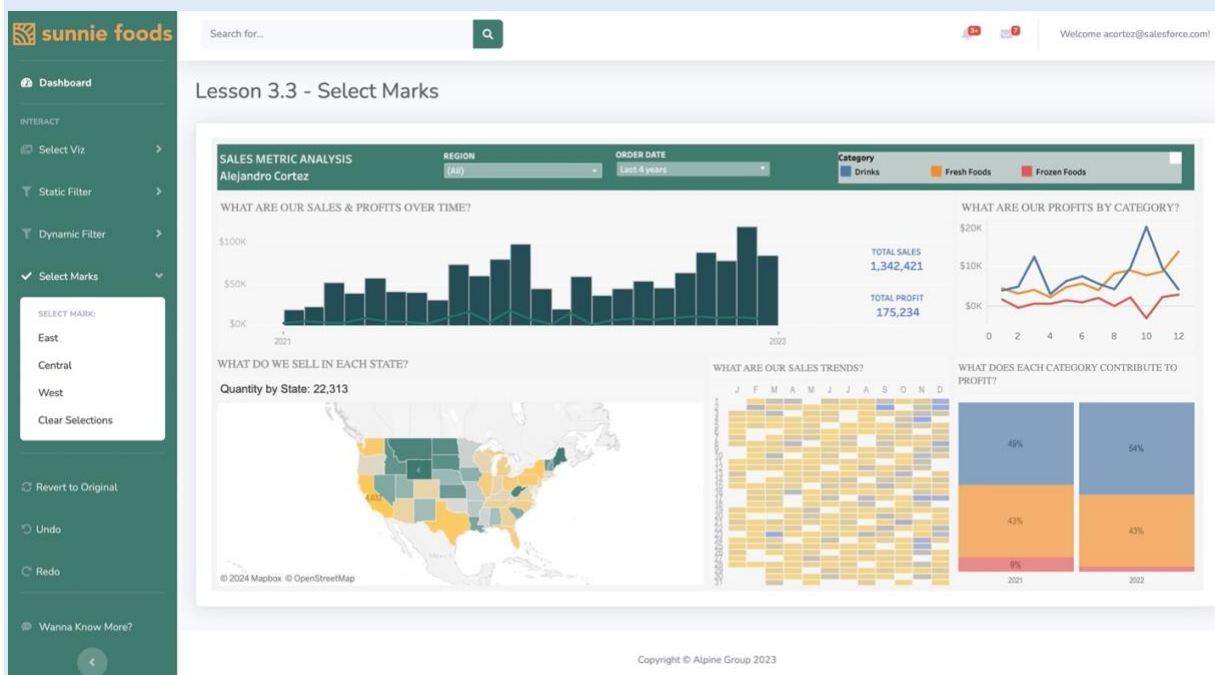 sunnie foods
Search for...
3+
7
Welcome acortez@salesforce.com!
Dashboard
INTERACT
Select Viz
Static Filter
Dynamic Filter
Select Marks
SELECT MARK:
East
Central
West
Clear Selections
Revert to Original
Undo
Redo
Wanna Know More?
Lesson 3.3 - Select Marks
SALES METRIC ANALYSIS
Alejandro Cortez
REGION
(All)
ORDER DATE
Last 4 years
Category
Drinks
Fresh Foods
Frozen Foods
WHAT ARE OUR SALES & PROFITS OVER TIME?
$100K
$50K
$0K
2021
2023
TOTAL SALES
1,342,421
TOTAL PROFIT
175,234
WHAT ARE OUR PROFITS BY CATEGORY?
$20K
$10K
$0K
0 2 4 6 8 10 12
WHAT DO WE SELL IN EACH STATE?
Quantity by State: 22,313
4
4,632
Mexico
© 2024 Mapbox © OpenStreetMap
WHAT ARE OUR SALES TRENDS?
J F M A M J J A S O N D
WHAT DOES EACH CATEGORY CONTRIBUTE TO
PROFIT?
49%
54%
43%
43%
9%
2021
2022
Copyright © Alpine Group 2023